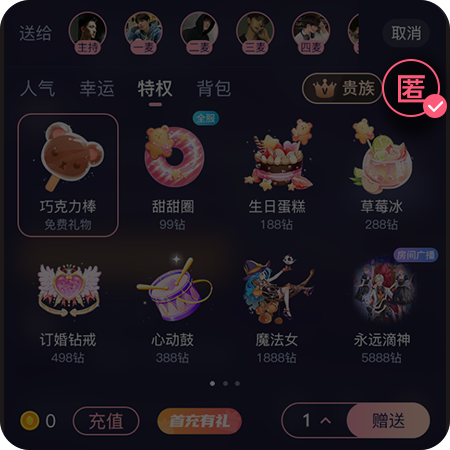 送给 主持 一麦 二麦 三麦 四麦 取消
人气 幸运 特权 背包 贵族 匿
全服
巧克力棒 甜甜圈 生日蛋糕 草莓冰
免费礼物 99钻 188钻 288钻
房间广播
订婚钻戒 心动鼓 魔法女 永远滴神
498钻 388钻 1888钻 5888钻
0 充值 首充有礼 1 赠送